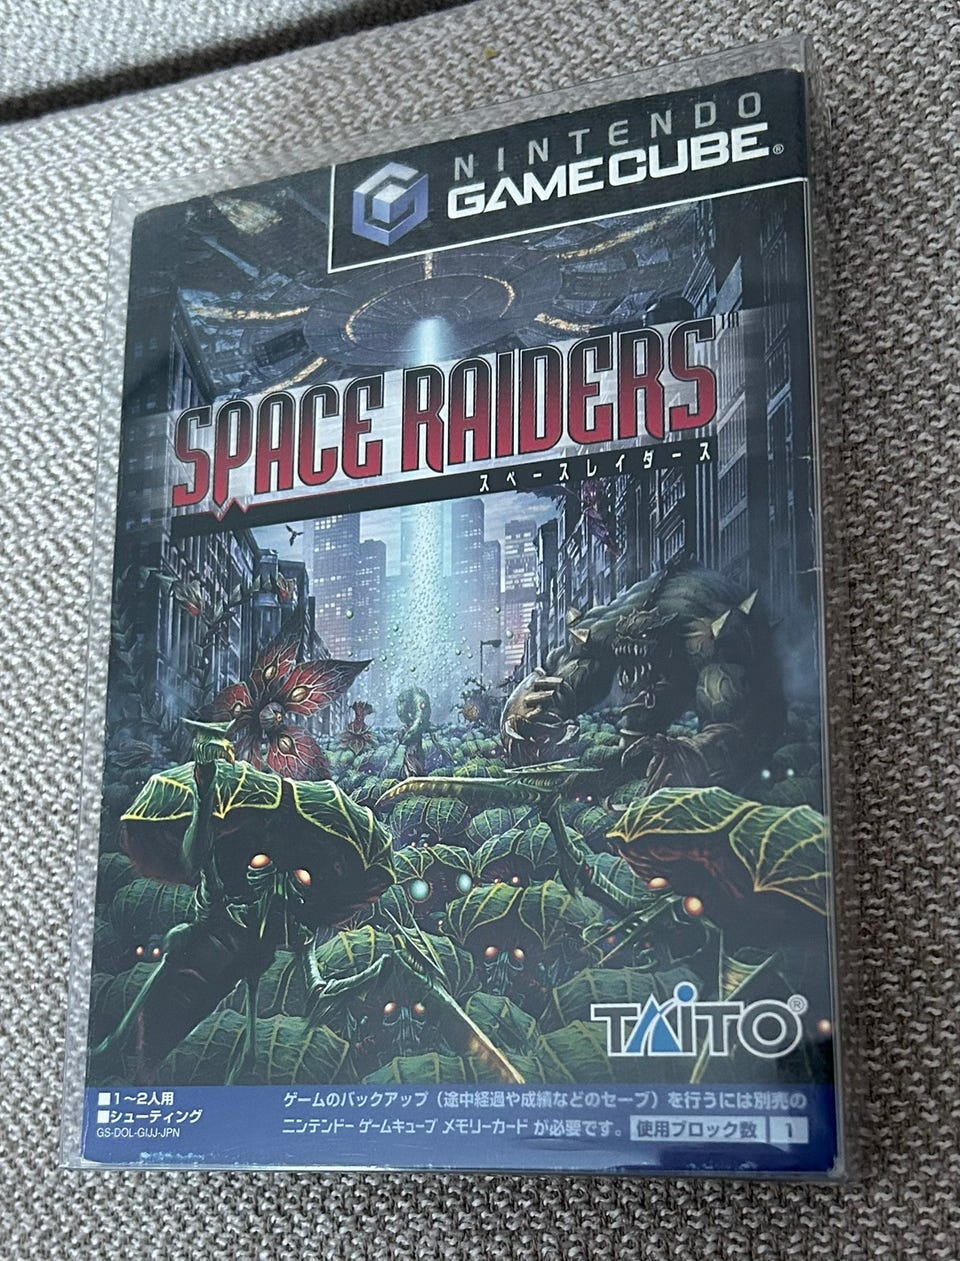 NINTENDO
GAMECUBE®
SPACE RAIDERS™
スペースレイダース
TAITO®
■1～2人用
■シューティング
GS-DOL-GIJJ-JPN
ゲームのバックアップ（途中経過や成績などのセーブ）を行うには別売の
ニンテンドー ゲームキューブ メモリーカード が必要です。 使用ブロック数 1